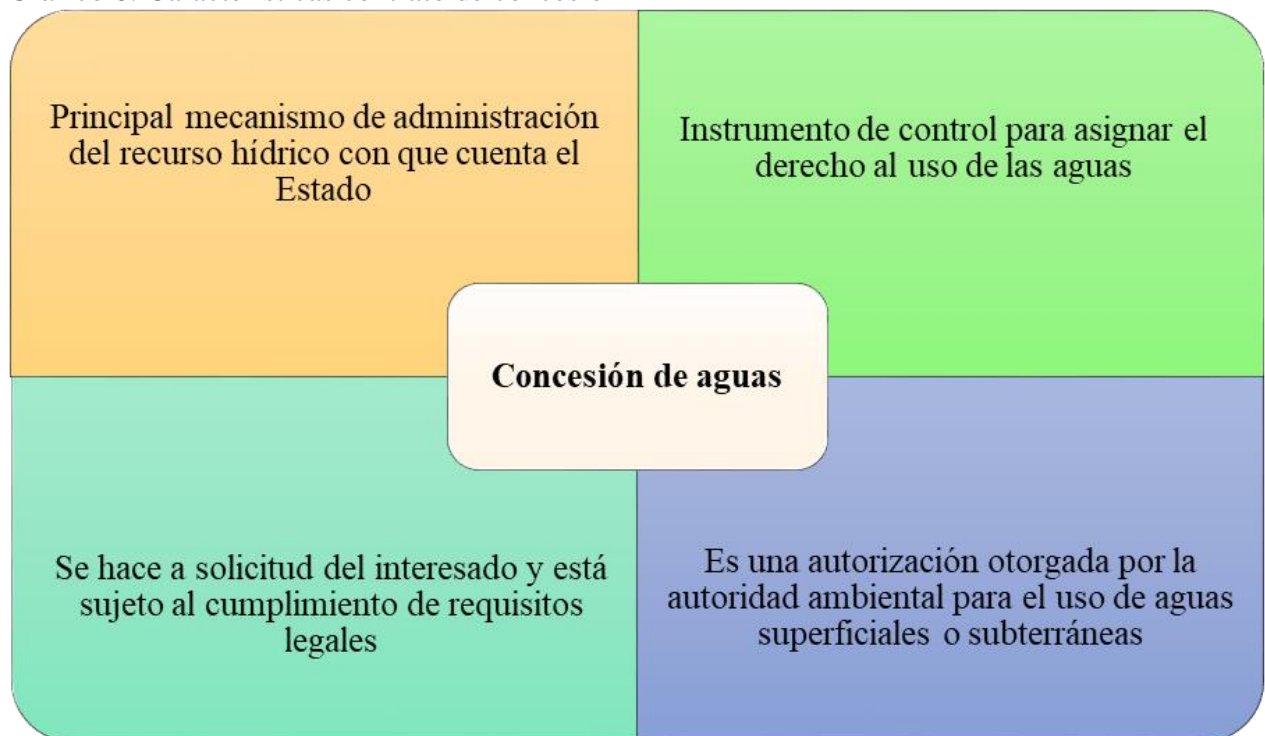 Principal mecanismo de administración
del recurso hídrico con que cuenta el
Estado
Instrumento de control para asignar el
derecho al uso de las aguas
Concesión de aguas
Se hace a solicitud del interesado y está
sujeto al cumplimiento de requisitos
legales
Es una autorización otorgada por la
autoridad ambiental para el uso de aguas
superficiales o subterráneas